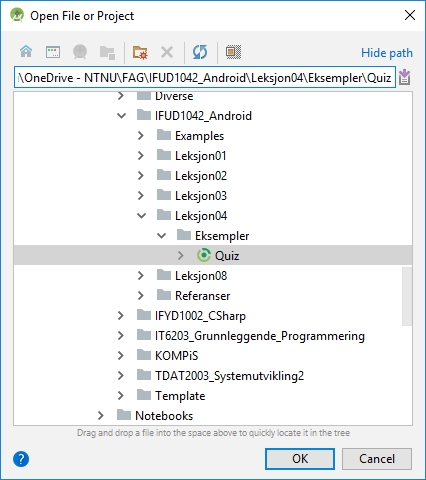 Open File or Project
Hide path
\OneDrive - NTNU\FAG\IFUD1042_Android\Leksjon04\Eksempler\Quiz
Diverse
IFUD1042_Android
Examples
Leksjon01
Leksjon02
Leksjon03
Leksjon04
Eksempler
Quiz
Leksjon08
Referanser
IFYD1002_CSharp
IT6203_Grunnleggende_Programmering
KOMPiS
TDAT2003_Systemutvikling2
Template
Notebooks
Drag and drop a file into the space above to quickly locate it in the tree
?
OK
Cancel